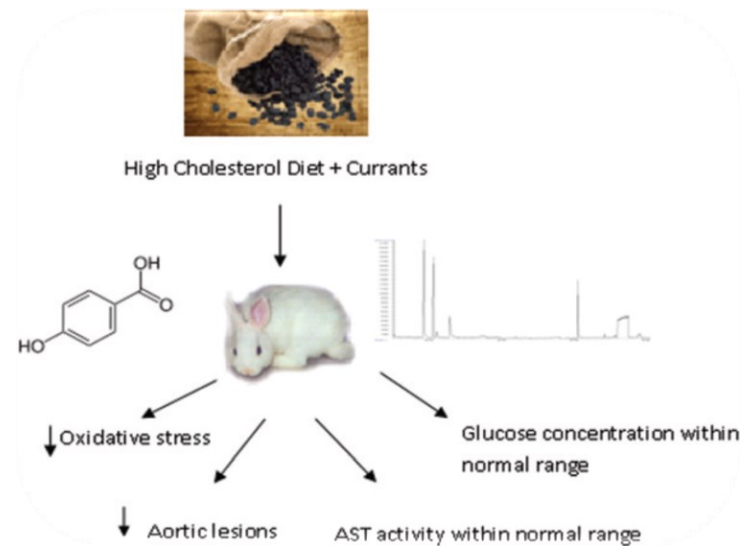 High Cholesterol Diet + Currants
OH
O
HO
Oxidative stress
Glucose concentration within
normal range
Aortic lesions
AST activity within normal range